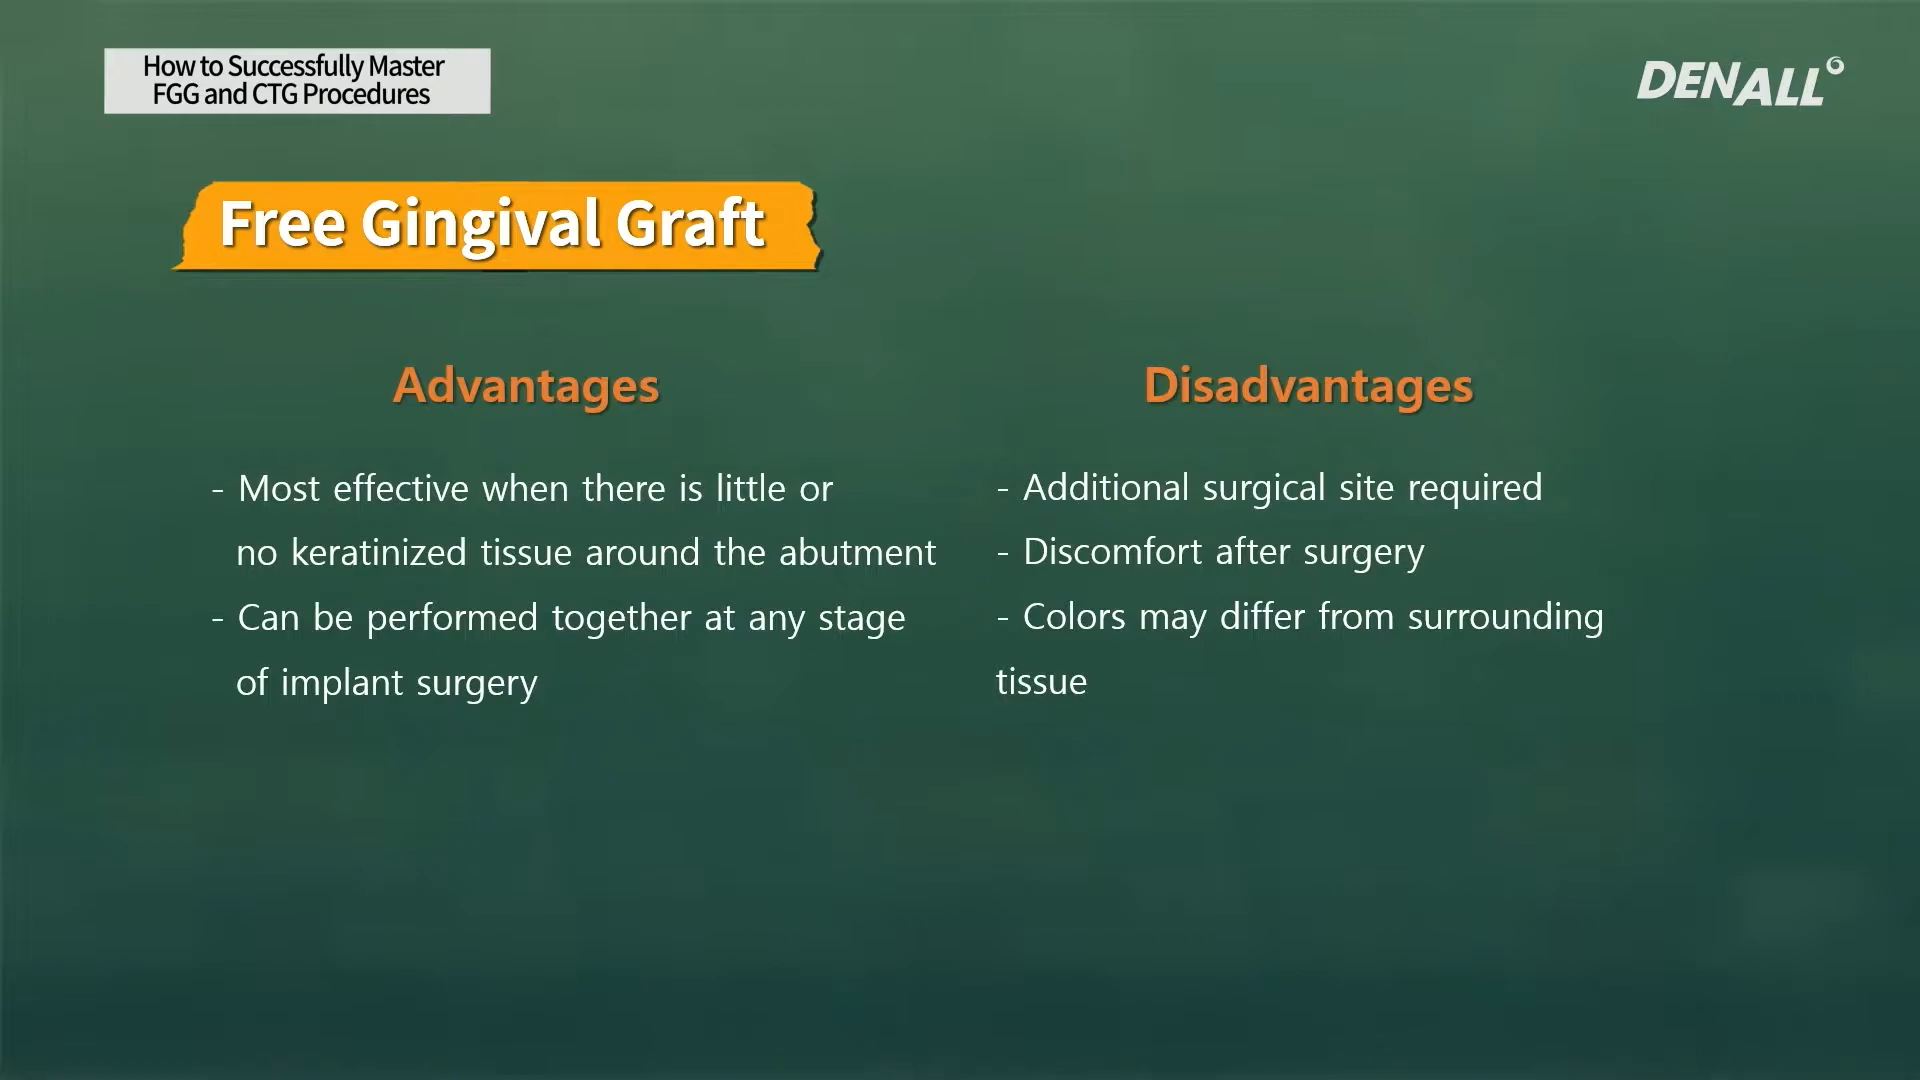 How to Successfully Master
FGG and CTG Procedures
DENALL
Free Gingival Graft
Advantages
- Most effective when there is little or
no keratinized tissue around the abutment
- Can be performed together at any stage
of implant surgery
Disadvantages
- Additional surgical site required
- Discomfort after surgery
- Colors may differ from surrounding
tissue